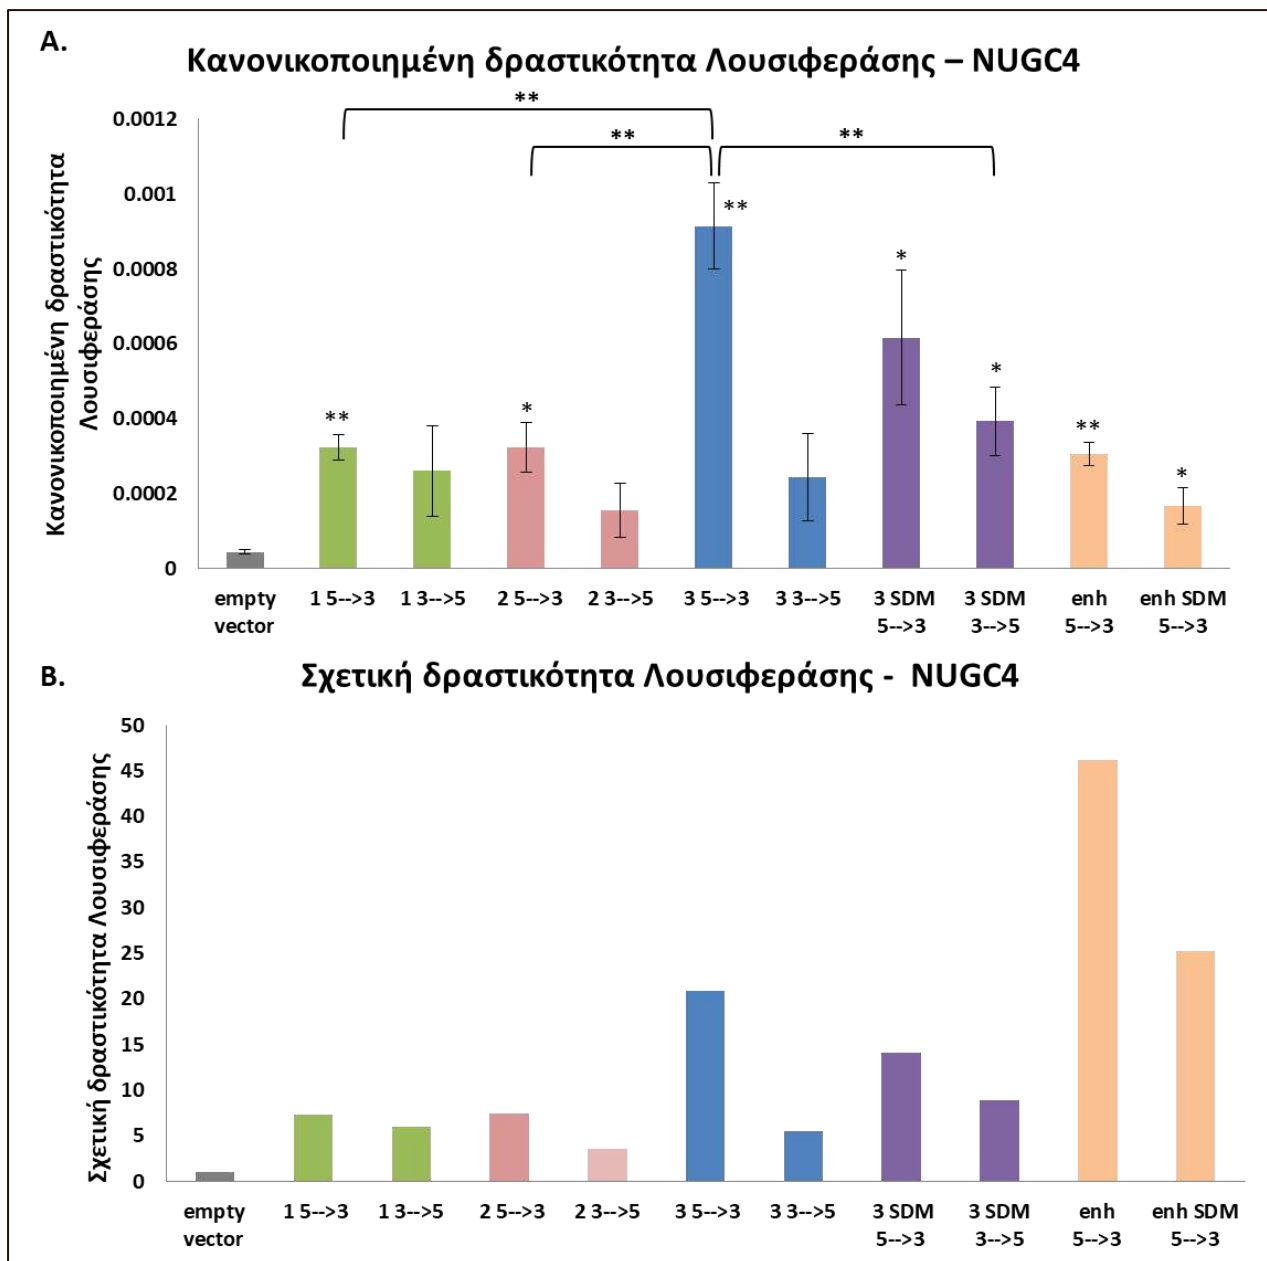 A.
Κανονικοποιημένη δραστικότητα Λουσιφεράσης – NUGC4
**
**
**
0.0012
0.001
0.0008
0.0006
0.0004
0.0002
0
Κανονικοποιημένη δραστικότητα
Λουσιφεράσης
**
*
**
*
*
**
*
empty
vector
1 5-->3
1 3-->5
2 5-->3
2 3-->5
3 5-->3
3 3-->5
3 SDM
5-->3
3 SDM
3-->5
enh
5-->3
enh SDM
5-->3
B.
Σχετική δραστικότητα Λουσιφεράσης - NUGC4
50
45
40
35
30
25
20
15
10
5
0
Σχετική δραστικότητα Λουσιφεράσης
empty
vector
1 5-->3
1 3-->5
2 5-->3
2 3-->5
3 5-->3
3 3-->5
3 SDM
5-->3
3 SDM
3-->5
enh
5-->3
enh SDM
5-->3